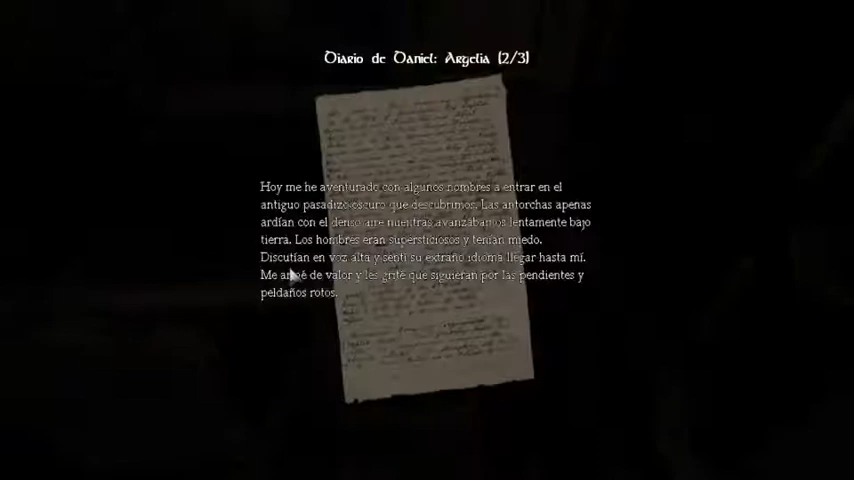 Diario de Daniel: Argelia (2/3)
Hoy me he aventurado con algunos hombres a entrar en el
antiguo pasadizo oscuro que descubrimos. Las antorchas apenas
ardían con el denso aire mientras avanzábamos lentamente bajo
tierra. Los hombres eran supersticiosos y tenían miedo.
Discutían en voz alta y sentí su extraño idioma llegar hasta mí.
Me armé de valor y les grité que siguieran por las pendientes y
peldaños rotos.